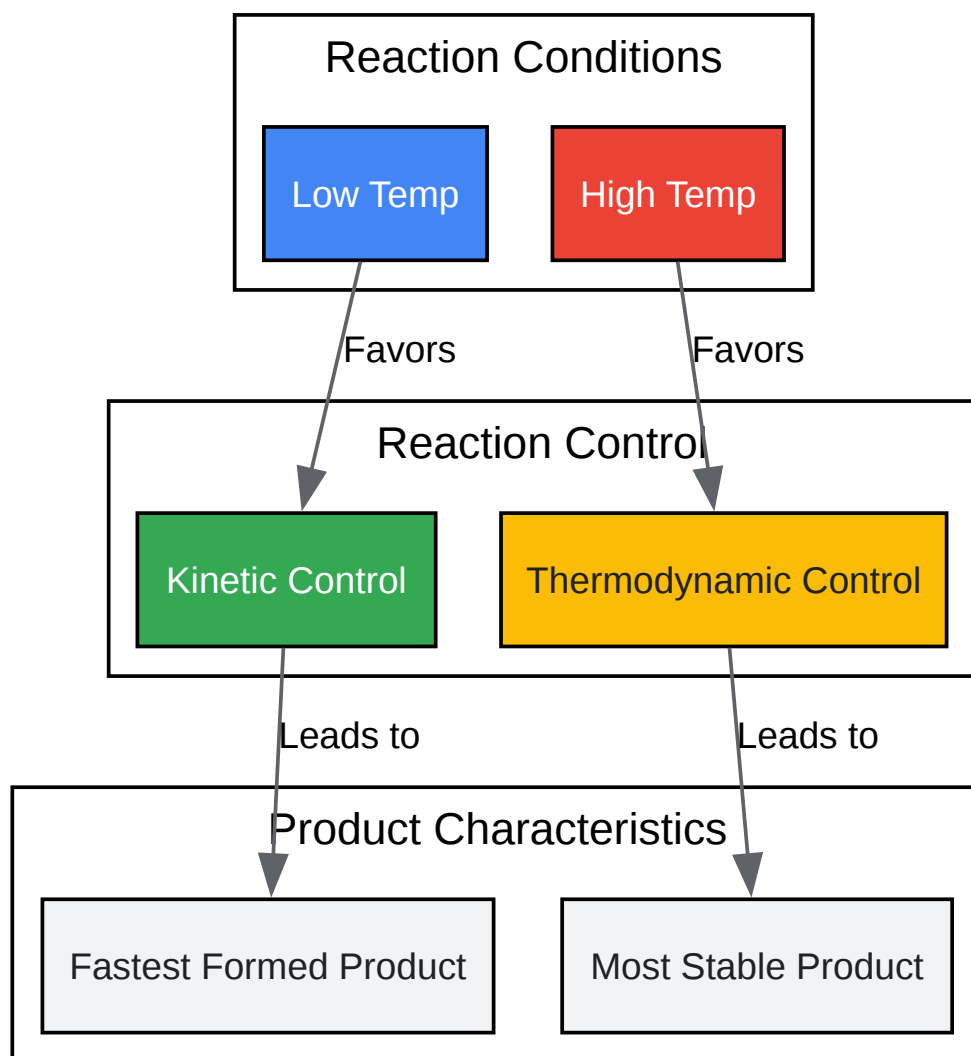 Reaction Conditions
Low Temp
High Temp
Favors
Favors
Reaction Control
Kinetic Control
Thermodynamic Control
Leads to
Leads to
Product Characteristics
Fastest Formed Product
Most Stable Product